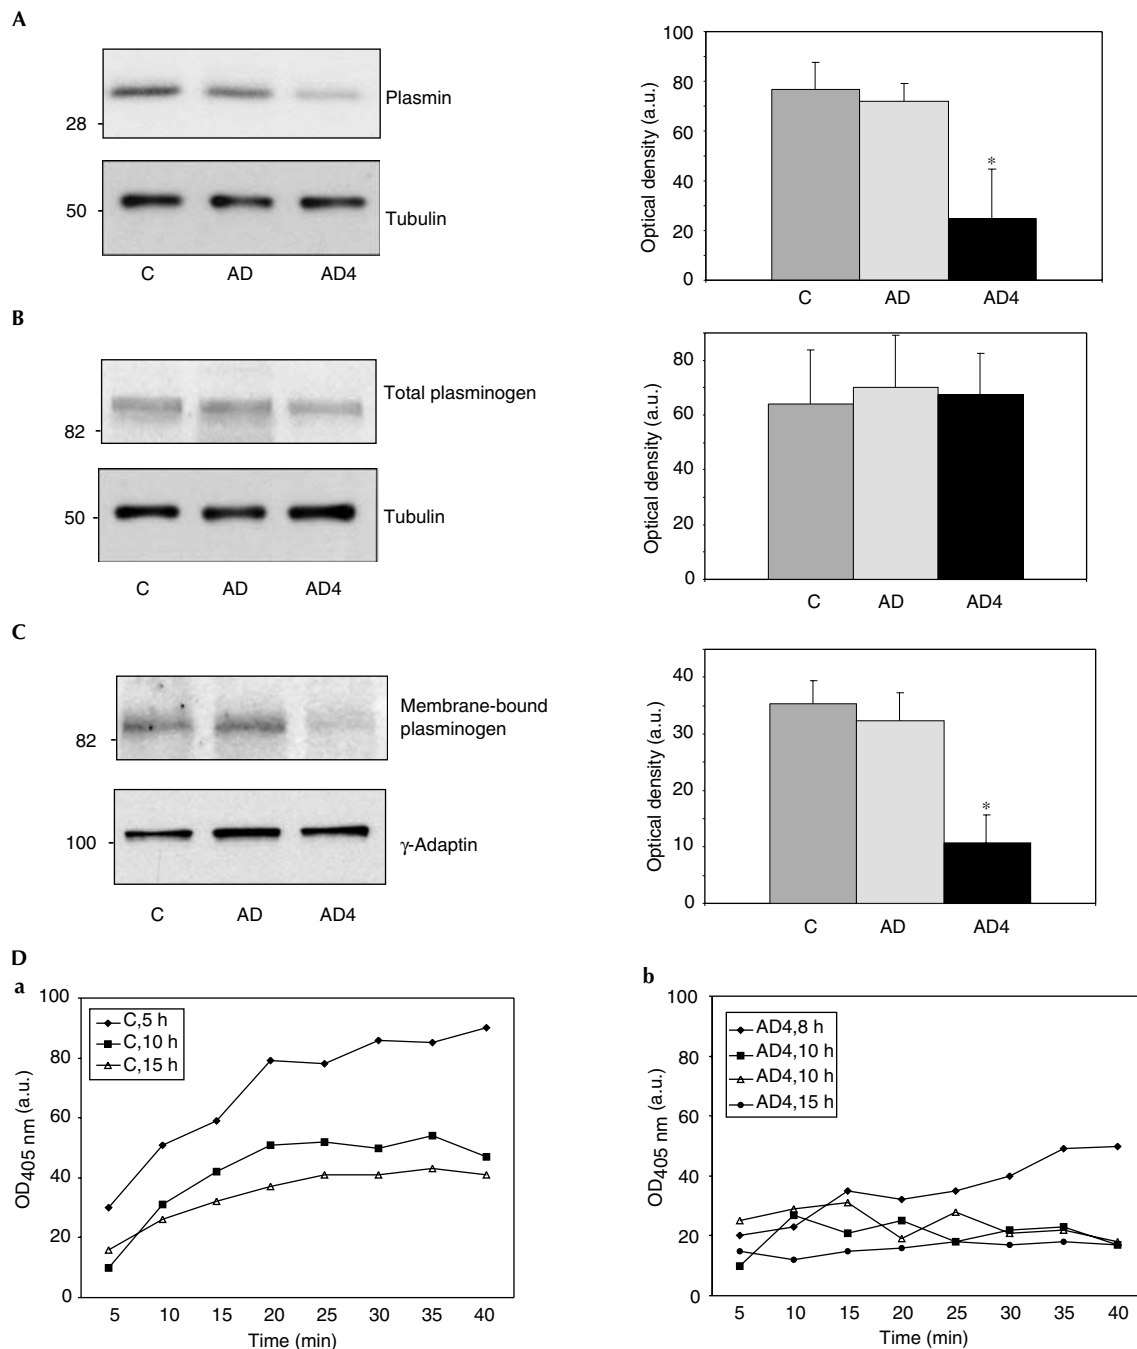 A
Plasmin
28
Tubulin
50
C AD AD4
Optical density (a.u.)
100
80
60
40
20
0
C AD AD4
*
B
Total plasminogen
82
50
Tubulin
C AD AD4
Optical density (a.u.)
80
60
40
20
0
C AD AD4
C
Membrane-bound
plasminogen
82
100
γ-Adaptin
C AD AD4
Optical density (a.u.)
40
30
20
10
0
C AD AD4
*
D
a
OD405 nm (a.u.)
100
80
60
40
20
0
C,5 h
C,10 h
C,15 h
5 10 15 20 25 30 35 40
Time (min)
b
OD405 nm (a.u.)
100
80
60
40
20
0
AD4,8 h
AD4,10 h
AD4,10 h
AD4,15 h
5 10 15 20 25 30 35 40
Time (min)